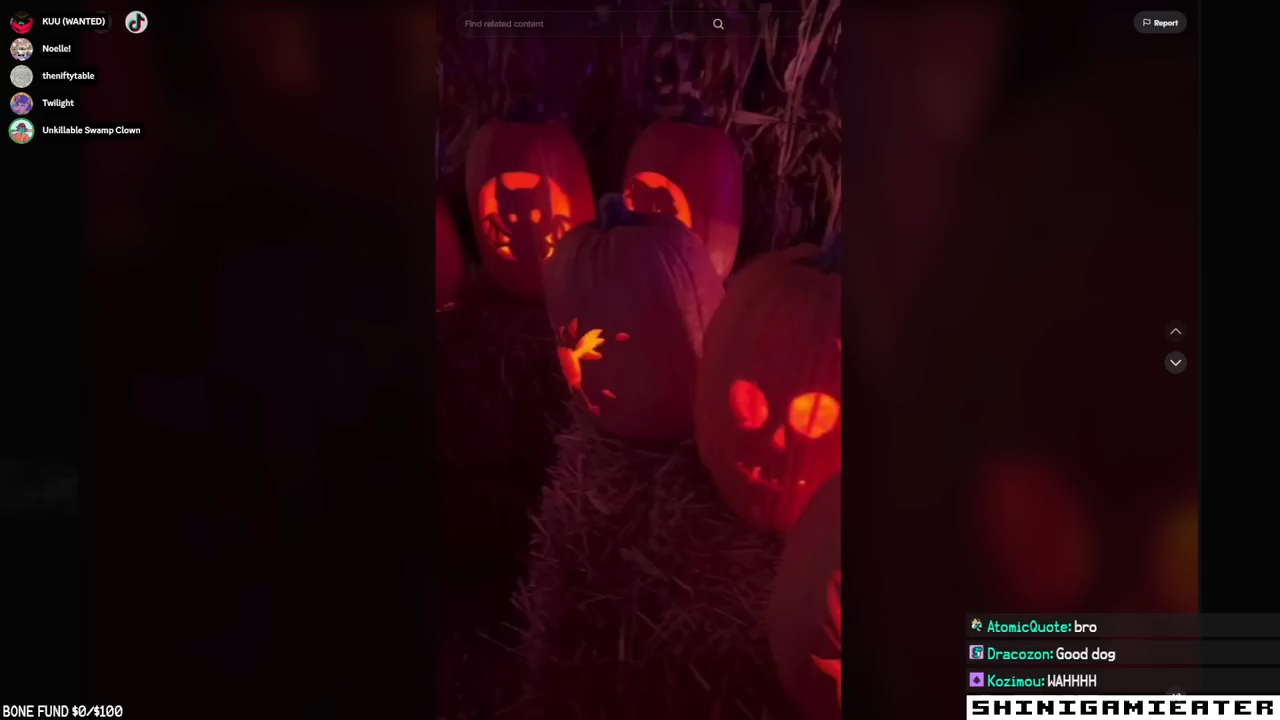 KUU (WANTED)
Noelle!
thenIftytable
Twilight
Unkillable Swamp Clown
Find related content
Report
AtomicQuote: bro
Dracozon: Good dog
Kozimou: WAHHHH
SHINIGAMIEATER
BONE FUND $0/$100